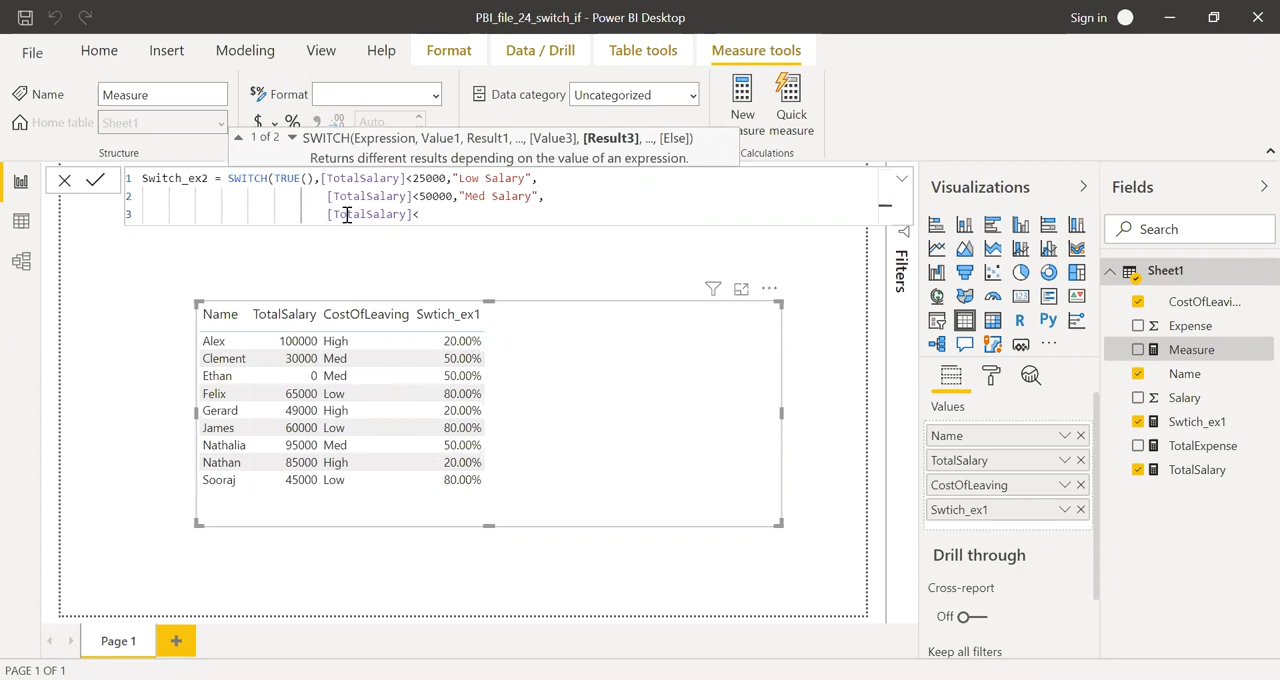 PBI_file_24_switch_if - Power BI Desktop
Sign in
File
Home
Insert
Modeling
View
Help
Format
Data / Drill
Table tools
Measure tools
Name
Measure
Format
Data category
Uncategorized
New
Quick
Home table
Sheet1
$
%
Auto
measure
Structure
Calculations
1 of 2
SWITCH(Expression, Value1, Result1, ..., [Value3], [Result3], ..., [Else])
Returns different results depending on the value of an expression.
1 Switch_ex2 = SWITCH(TRUE(),[TotalSalary]<25000,"Low Salary",
2 [TotalSalary]<50000,"Med Salary",
3 [TotalSalary]<
Name TotalSalary CostOfLeaving Swtich_ex1
Alex 100000 High 20.00%
Clement 30000 Med 50.00%
Ethan 0 Med 50.00%
Felix 65000 Low 80.00%
Gerard 49000 High 20.00%
James 60000 Low 80.00%
Nathalia 95000 Med 50.00%
Nathan 85000 High 20.00%
Sooraj 45000 Low 80.00%
Filters
Visualizations
R
Py
Values
Name
TotalSalary
CostOfLeaving
Swtich_ex1
Drill through
Cross-report
Off
Keep all filters
Fields
Search
Sheet1
CostOfLeavi...
Expense
Measure
Name
Salary
Swtich_ex1
TotalExpense
TotalSalary
Page 1
PAGE 1 OF 1